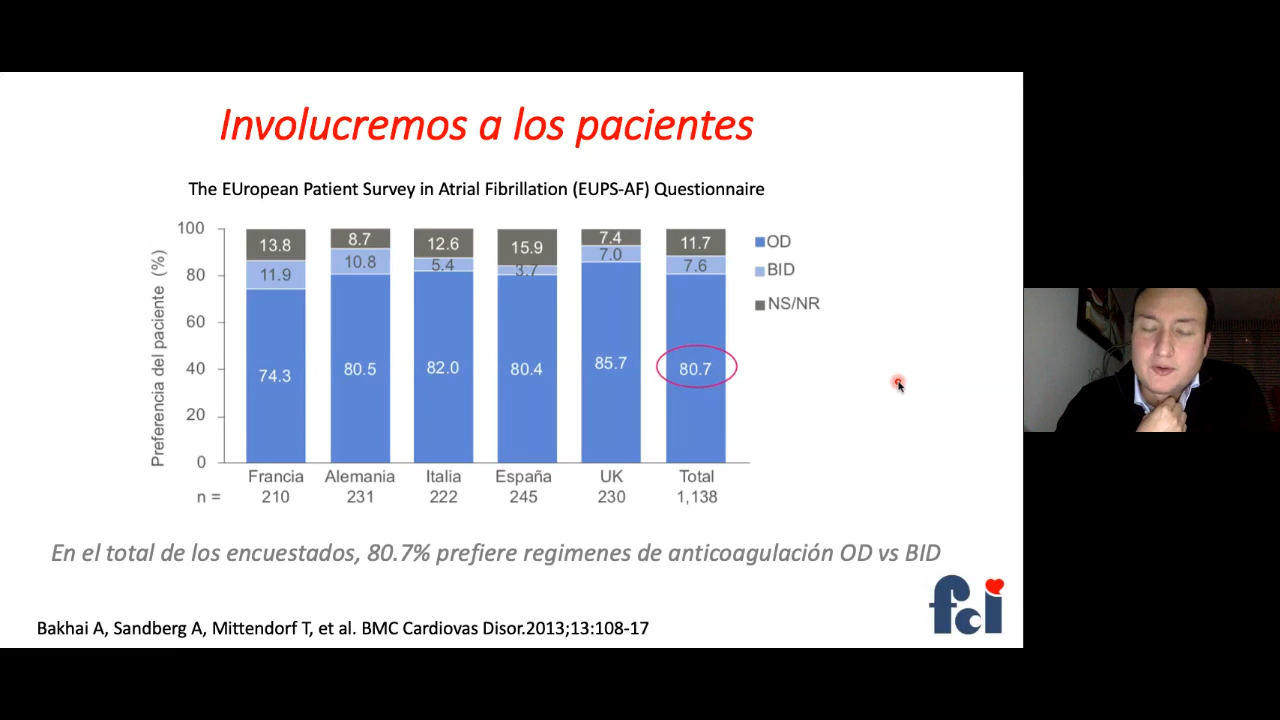 Involucremos a los pacientes
The EUropean Patient Survey in Atrial Fibrillation (EUPS-AF) Questionnaire
Preferencia del paciente (%)
100
80
60
40
20
0
13.8
11.9
74.3
8.7
10.8
80.5
12.6
5.4
82.0
15.9
3.7
80.4
7.4
7.0
85.7
11.7
7.6
80.7
OD
BID
NS/NR
Francia Alemania Italia España UK Total
n = 210 231 222 245 230 1,138
En el total de los encuestados, 80.7% prefiere regimenes de anticoagulación OD vs BID
fci
Bakhai A, Sandberg A, Mittendorf T, et al. BMC Cardiovas Disor.2013;13:108-17